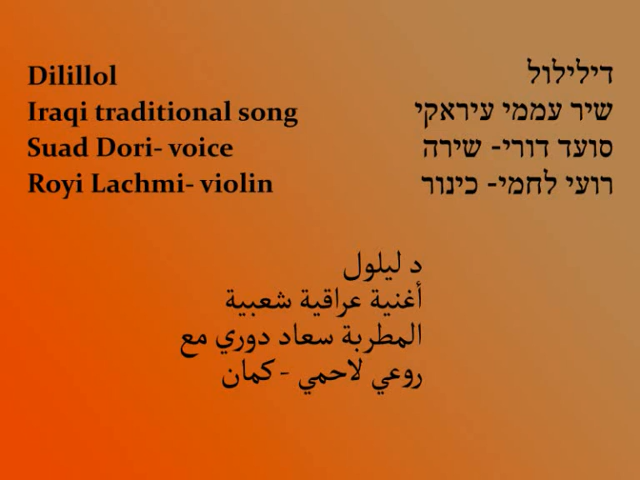 Dilillol
Iraqi traditional song
Suad Dori- voice
Royi Lachmi- violin
דילילול
שיר עממי עיראקי
סועד דורי- שירה
רועי לחמי- כינור
د ليلول
أغنية عراقية شعبية
المطربة سعاد دوري مع
روعي لاحمي - كمان